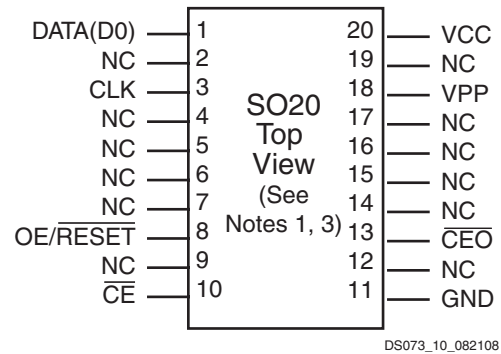 DATA(D0) 1 20 VCC
NC 2 19 NC
CLK 3 18 VPP
NC 4 17 NC
NC 5 16 NC
NC 6 15 NC
NC 7 14 NC
OE/RESET 8 13 CEO
NC 9 12 NC
CE 10 11 GND
SO20
Top
View
(See
Notes 1, 3)
DS073_10_082108